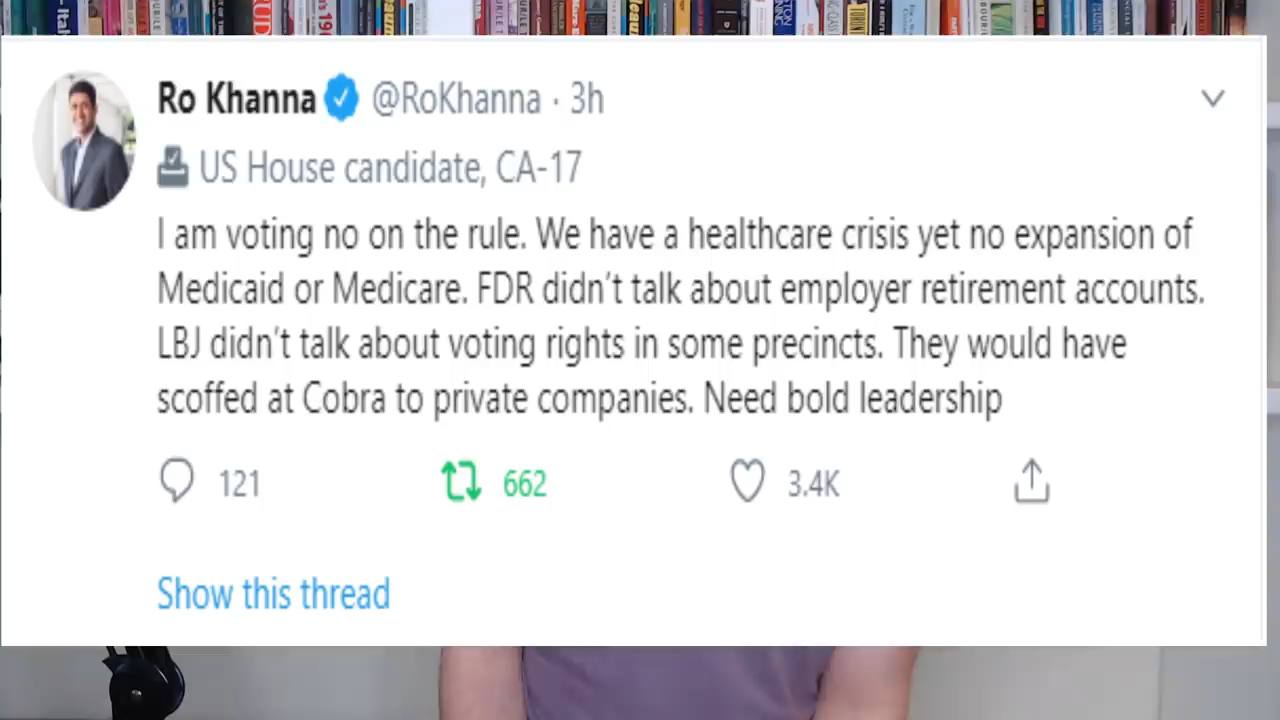 Ro Khanna @RoKhanna · 3h
US House candidate, CA-17
I am voting no on the rule. We have a healthcare crisis yet no expansion of
Medicaid or Medicare. FDR didn't talk about employer retirement accounts.
LBJ didn't talk about voting rights in some precincts. They would have
scoffed at Cobra to private companies. Need bold leadership
121 662 3.4K
Show this thread